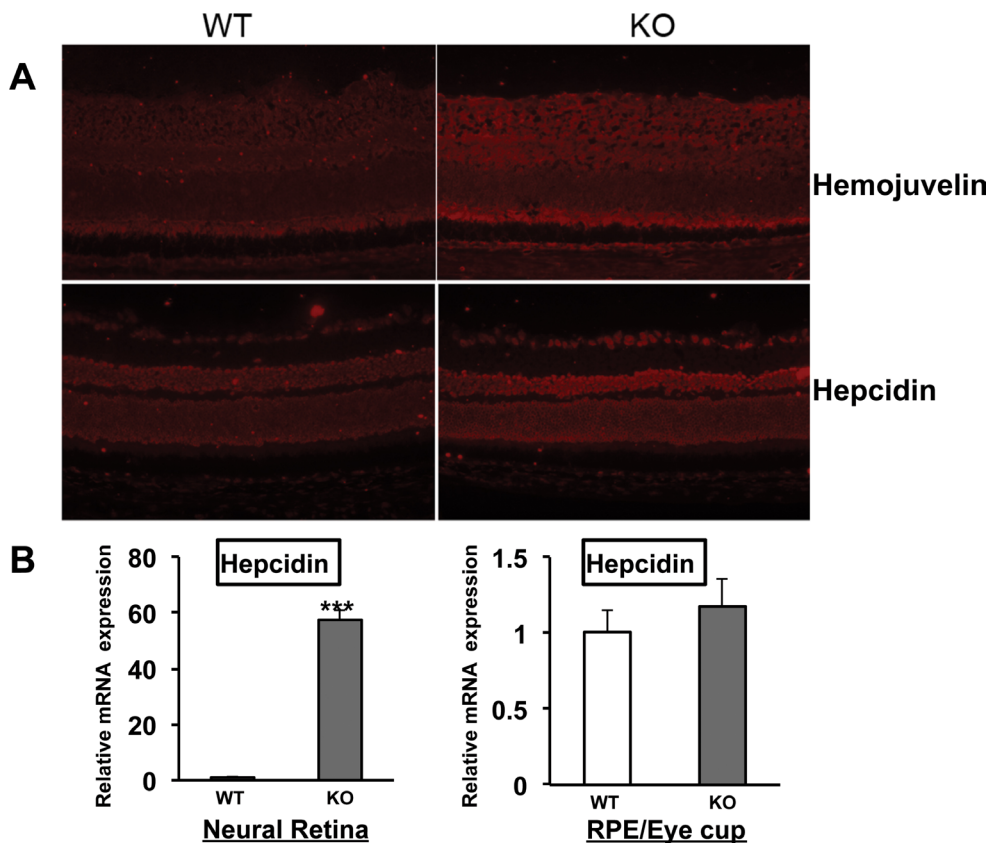 WT KO
A
Hemojuvelin
Hepcidin
B
Relative mRNA expression
80
60
40
20
0
Hepcidin
***
WT KO
Neural Retina
Relative mRNA expression
1.5
1
0.5
0
Hepcidin
WT KO
RPE/Eye cup